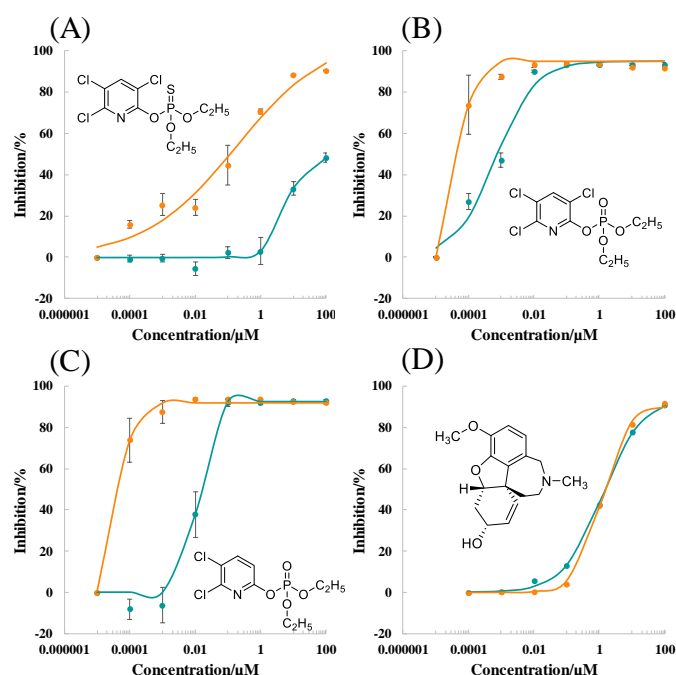 (A)
Inhibition/%
100
80
60
40
20
0
-20
0.000001
0.0001
0.01
1
100
Concentration/μM
Cl
Cl
Cl
N
O
S
P
O
C₂H₅
O
C₂H₅
(B)
Inhibition/%
100
80
60
40
20
0
-20
0.000001
0.0001
0.01
1
100
Concentration/μM
Cl
Cl
Cl
N
O
O
P
O
C₂H₅
O
C₂H₅
(C)
Inhibition/%
100
80
60
40
20
0
-20
0.000001
0.0001
0.01
1
100
Concentration/μM
Cl
Cl
N
O
O
P
O
C₂H₅
O
C₂H₅
(D)
Inhibition/%
100
80
60
40
20
0
-20
0.000001
0.0001
0.01
1
100
Concentration/μM
CH₃
O
O
H
N
CH₃
HO